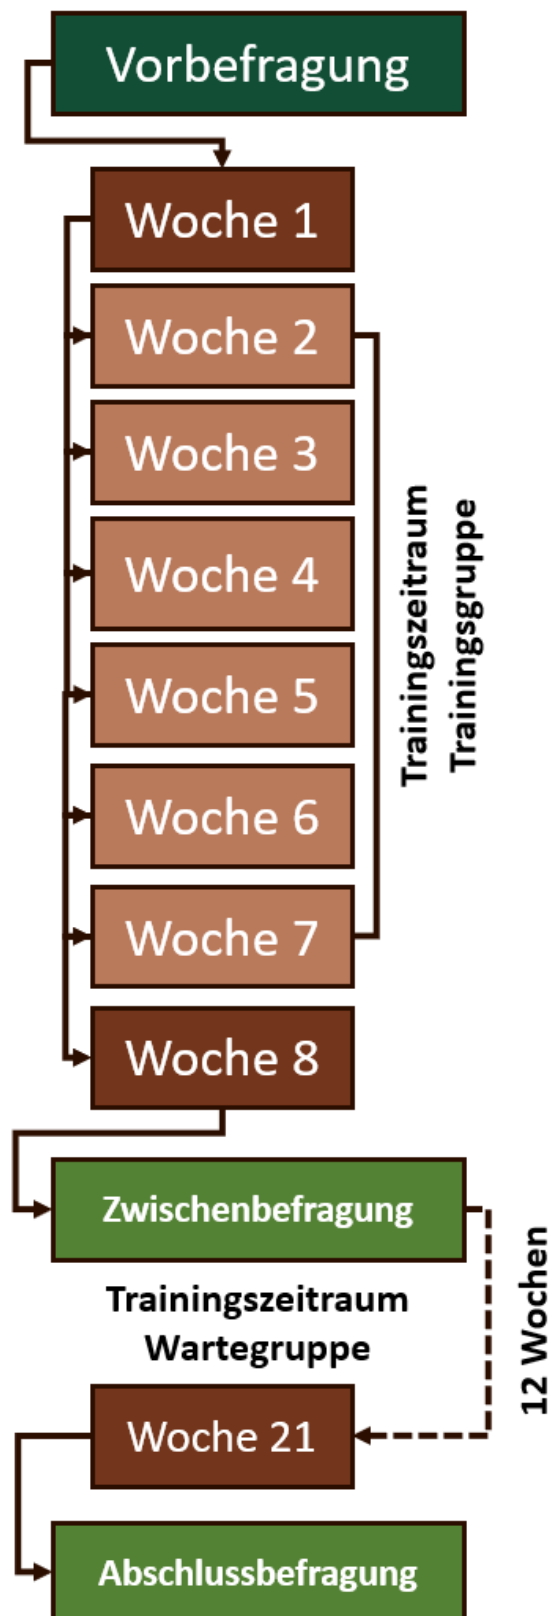 Vorbefragung
Woche 1
Woche 2
Woche 3
Woche 4
Woche 5
Woche 6
Woche 7
Trainingszeitraum
Trainingsgruppe
Woche 8
Zwischenbefragung
12 Wochen
Trainingszeitraum
Wartegruppe
Woche 21
Abschlussbefragung